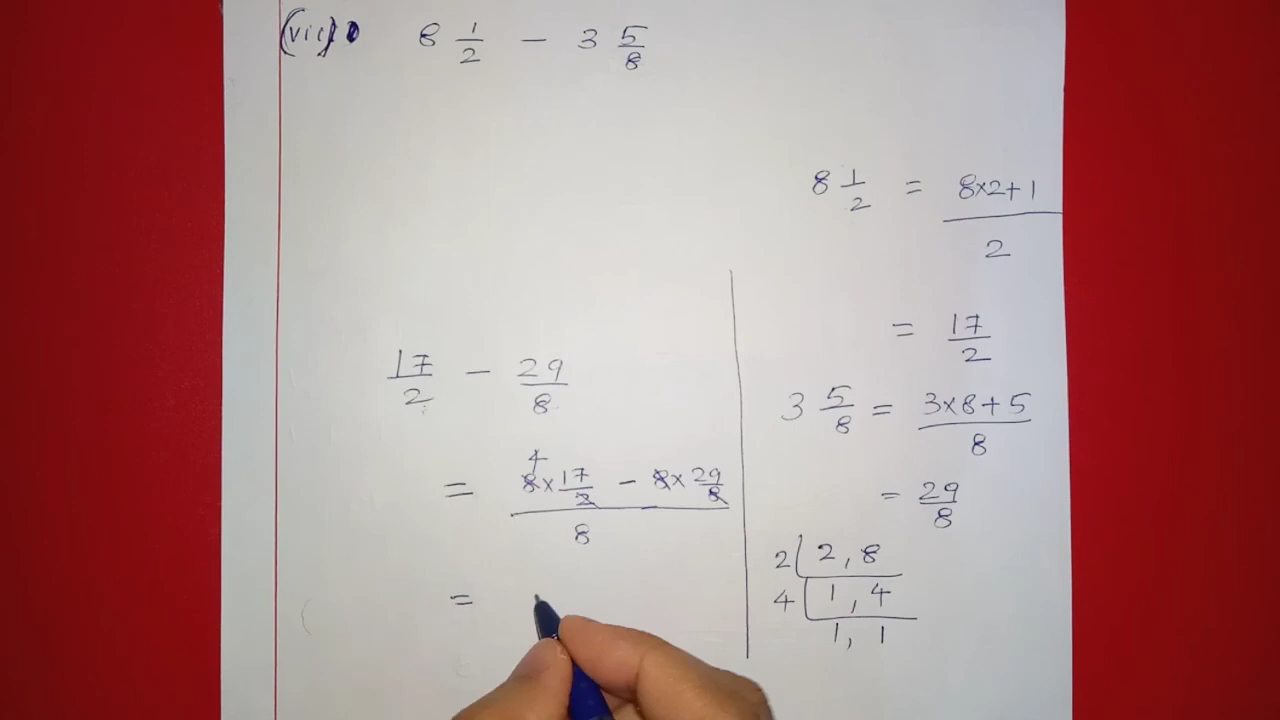 (vii) 8 1/2 - 3 5/8
8 1/2 = (8×2+1)/2
= 17/2
17/2 - 29/8
3 5/8 = (3×8+5)/8
= (4 8×17/2 - 8×29/8)/8
= 29/8
2 | 2, 8
4 | 1, 4
1, 1
=